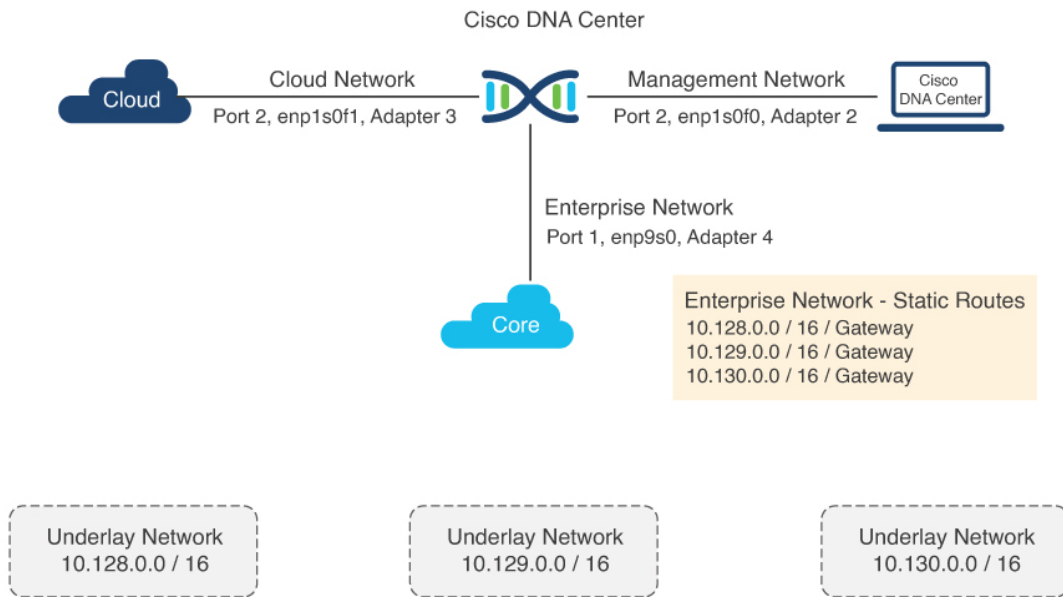 Cisco DNA Center
Cloud
Cloud Network
Port 2, enp1s0f1, Adapter 3
Management Network
Port 2, enp1s0f0, Adapter 2
Cisco
DNA Center
Enterprise Network
Port 1, enp9s0, Adapter 4
Core
Enterprise Network - Static Routes
10.128.0.0 / 16 / Gateway
10.129.0.0 / 16 / Gateway
10.130.0.0 / 16 / Gateway
Underlay Network
10.128.0.0 / 16
Underlay Network
10.129.0.0 / 16
Underlay Network
10.130.0.0 / 16